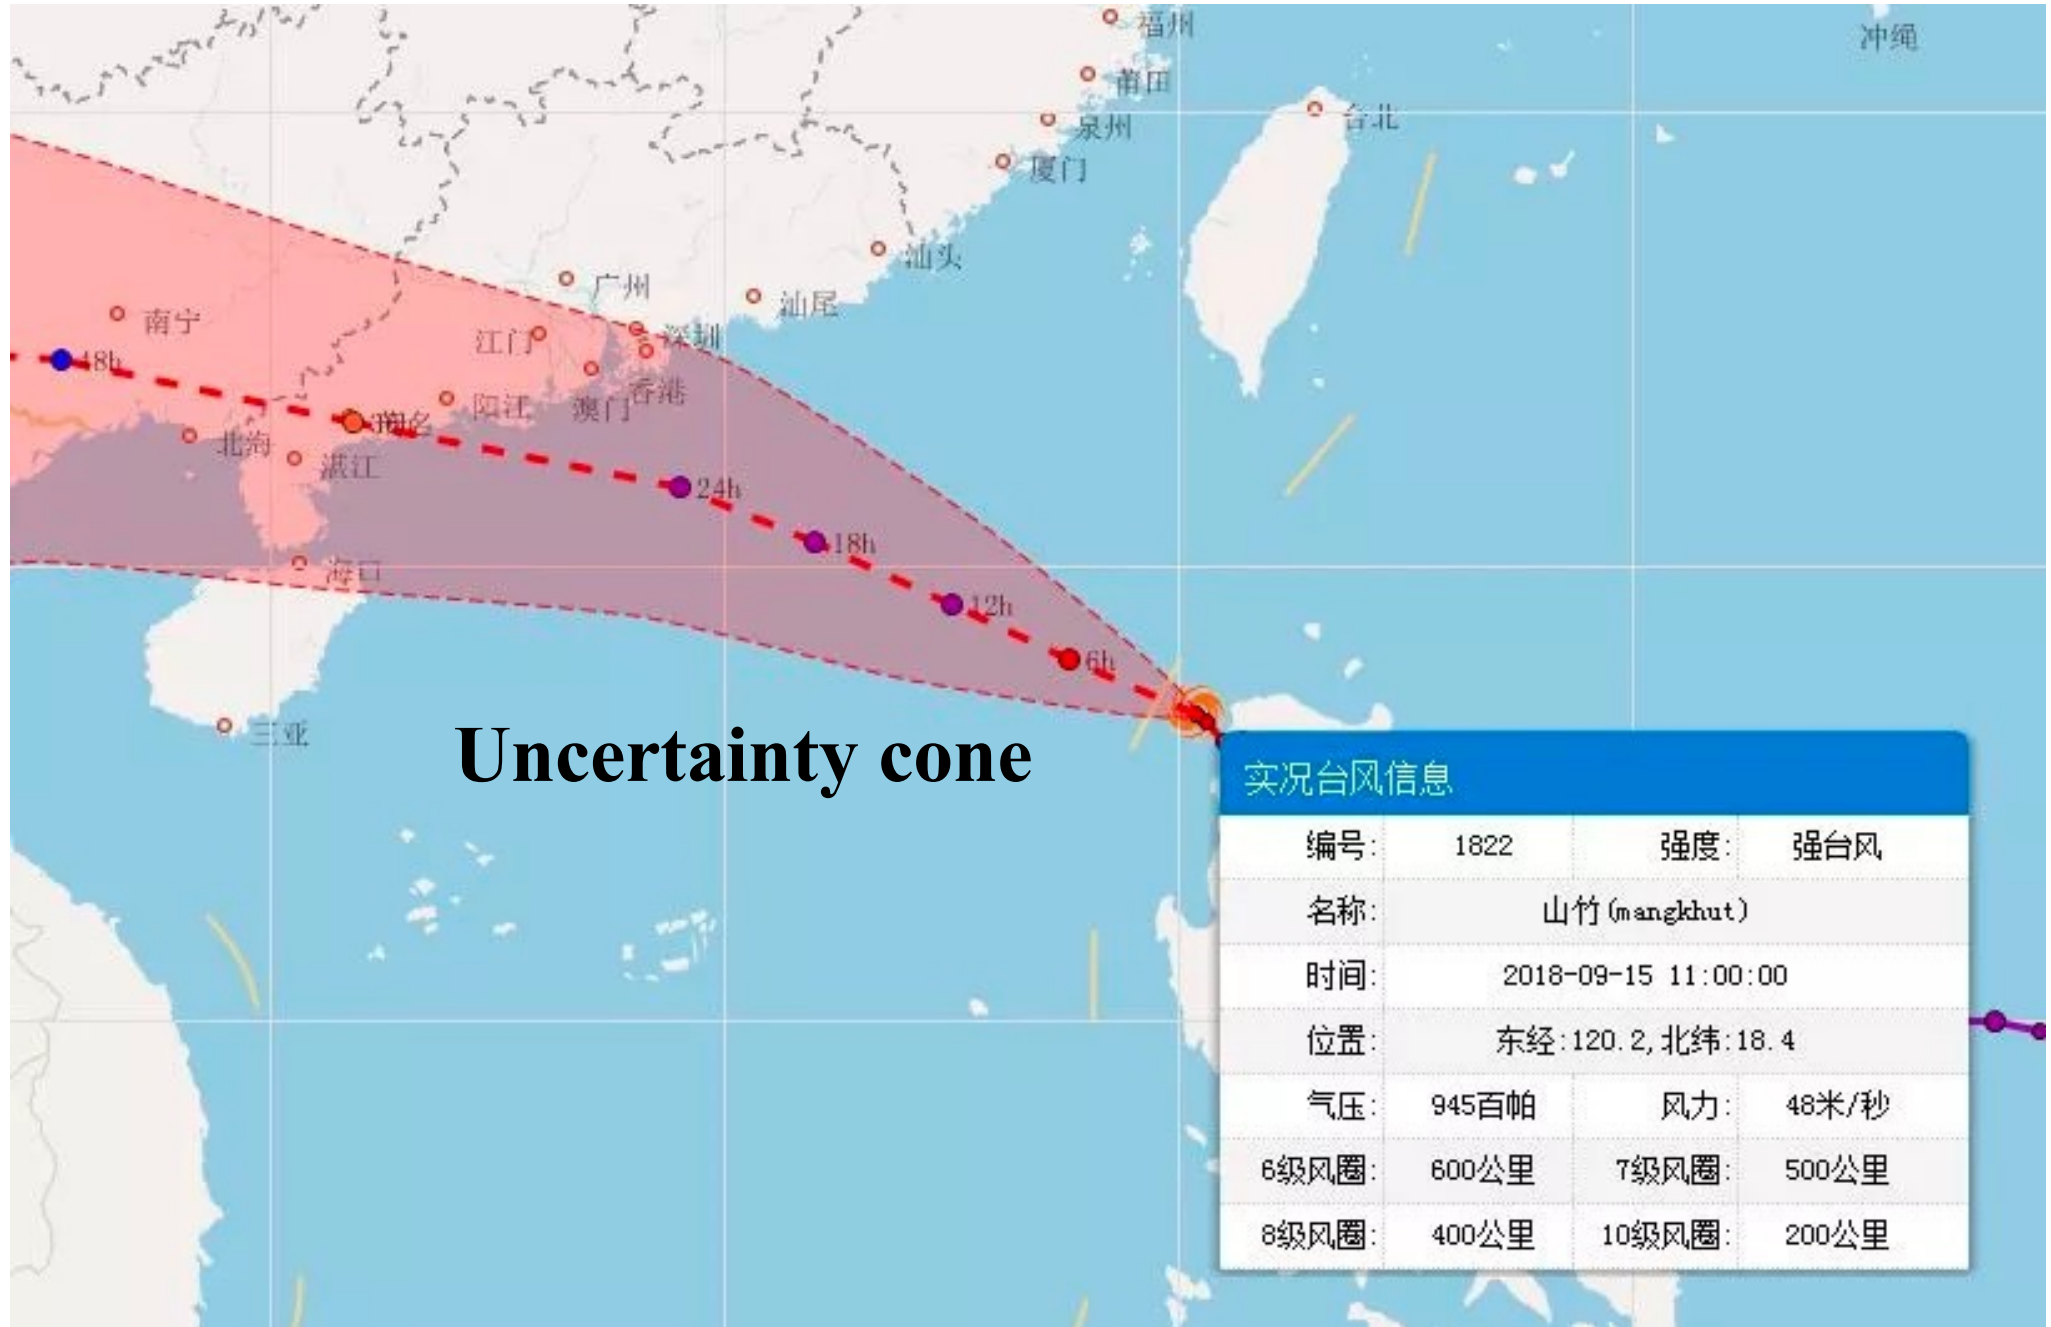 福州
冲绳
莆田
台北
泉州
厦门
汕头
广州
汕尾
南宁
江门
深圳
48h
香港
阳江
澳门
茂名
北海
湛江
24h
18h
海口
12h
6h
三亚
Uncertainty cone
实况台风信息
编号: 1822 强度: 强台风
名称: 山竹(mangkhut)
时间: 2018-09-15 11:00:00
位置: 东经:120.2,北纬:18.4
气压: 945百帕 风力: 48米/秒
6级风圈: 600公里 7级风圈: 500公里
8级风圈: 400公里 10级风圈: 200公里